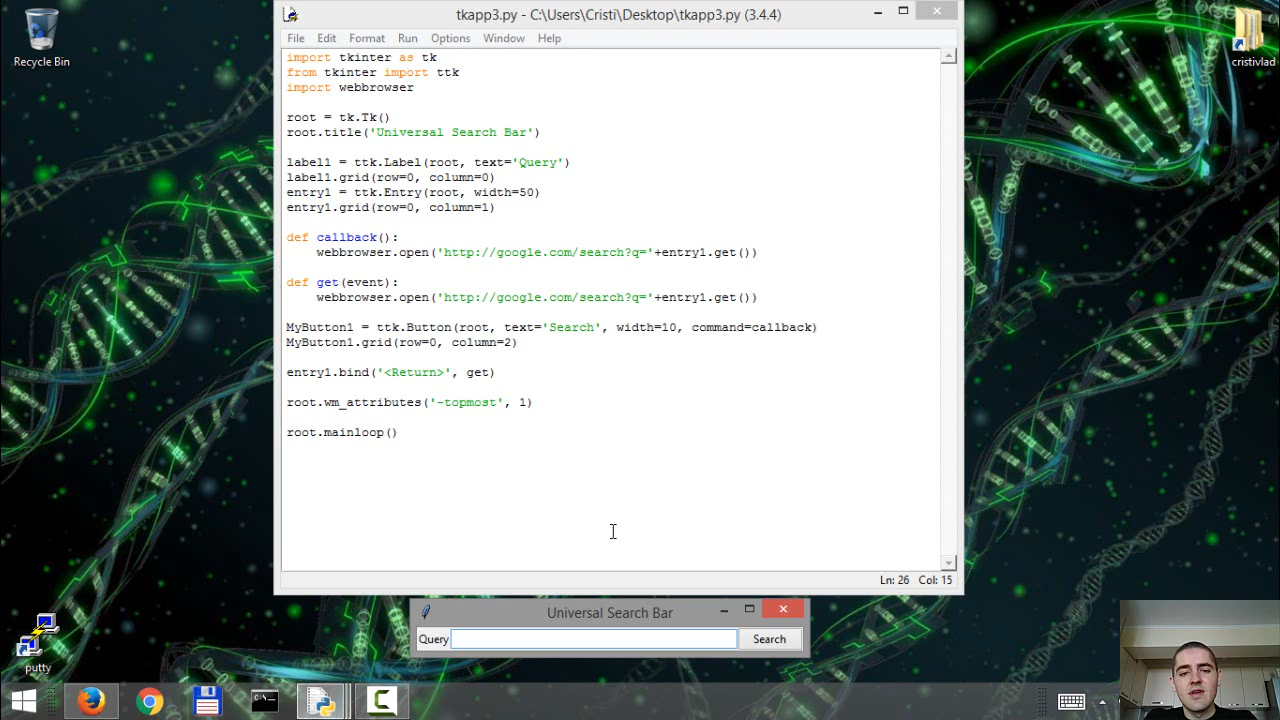 Recycle Bin
cristivlad
putty
tkapp3.py - C:\Users\Cristi\Desktop\tkapp3.py (3.4.4)
File Edit Format Run Options Window Help
import tkinter as tk
from tkinter import ttk
import webbrowser
root = tk.Tk()
root.title('Universal Search Bar')
label1 = ttk.Label(root, text='Query')
label1.grid(row=0, column=0)
entry1 = ttk.Entry(root, width=50)
entry1.grid(row=0, column=1)
def callback():
    webbrowser.open('http://google.com/search?q='+entry1.get())
def get(event):
    webbrowser.open('http://google.com/search?q='+entry1.get())
MyButton1 = ttk.Button(root, text='Search', width=10, command=callback)
MyButton1.grid(row=0, column=2)
entry1.bind('<Return>', get)
root.wm_attributes('-topmost', 1)
root.mainloop()
Ln: 26 Col: 15
Universal Search Bar
Query Search